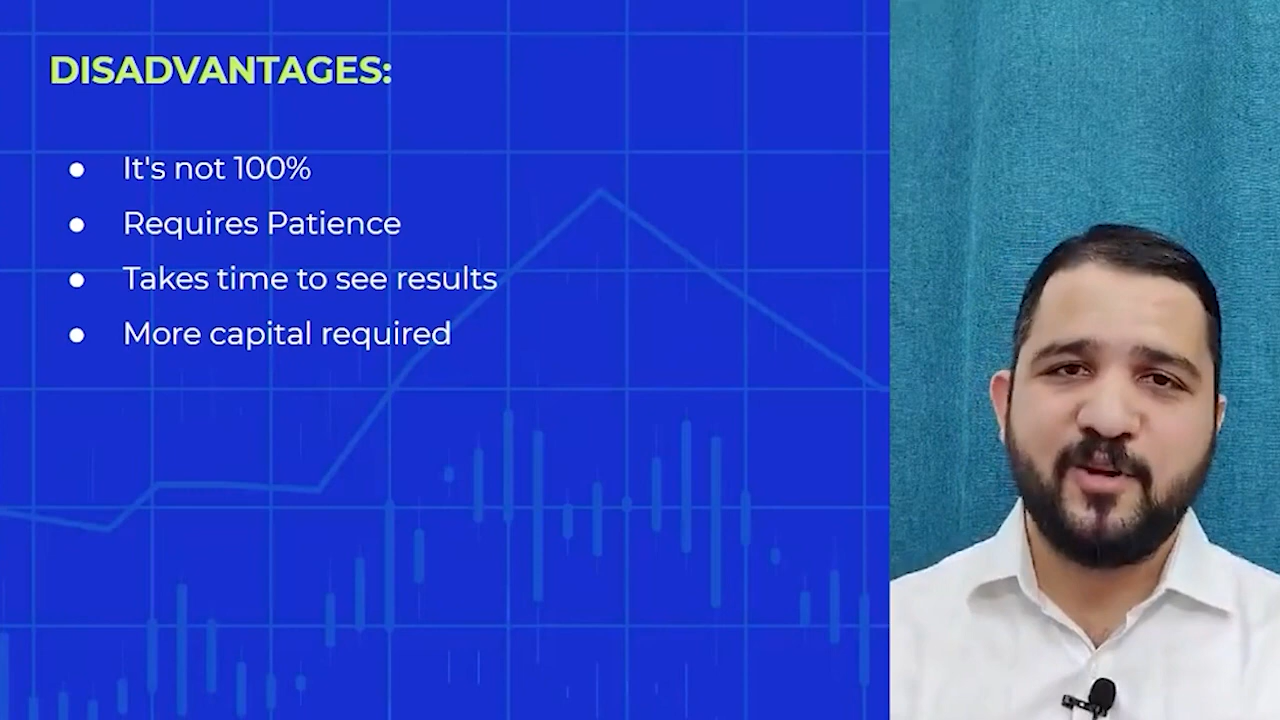 DISADVANTAGES:
● It's not 100%
● Requires Patience
● Takes time to see results
● More capital required